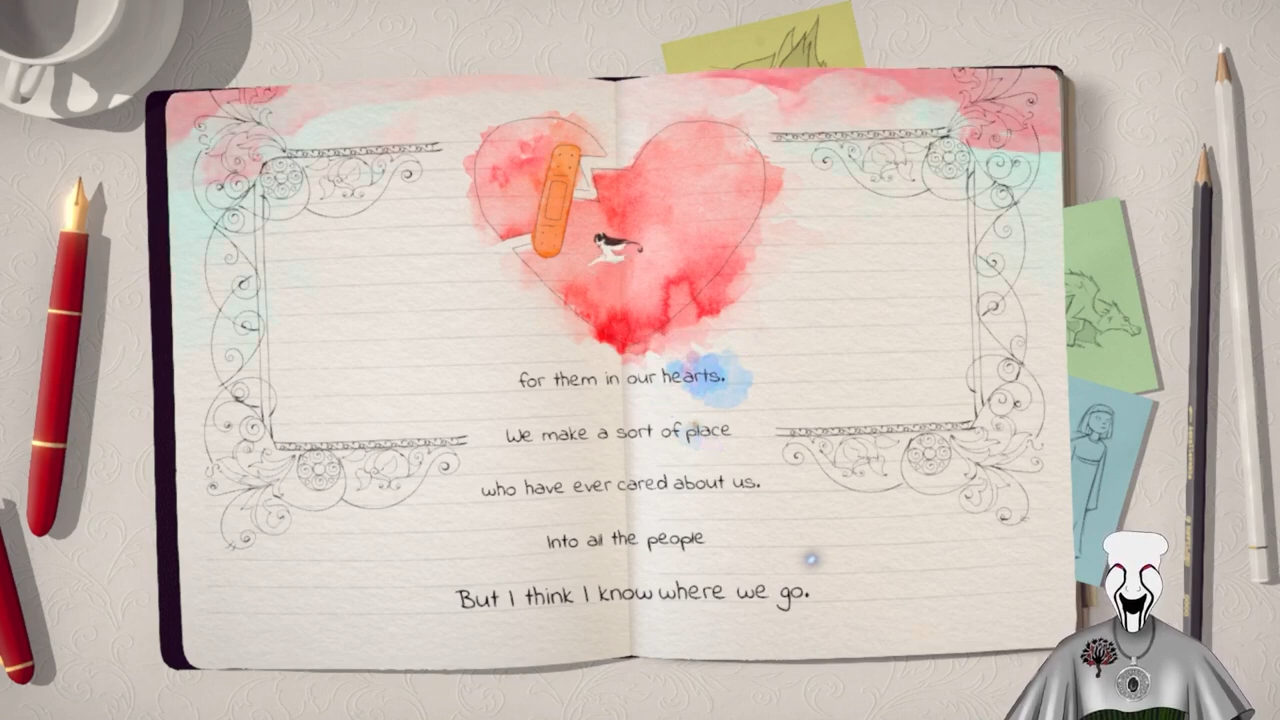 for them in our hearts.
We make a sort of place
who have ever cared about us.
Into all the people
But I think I know where we go.